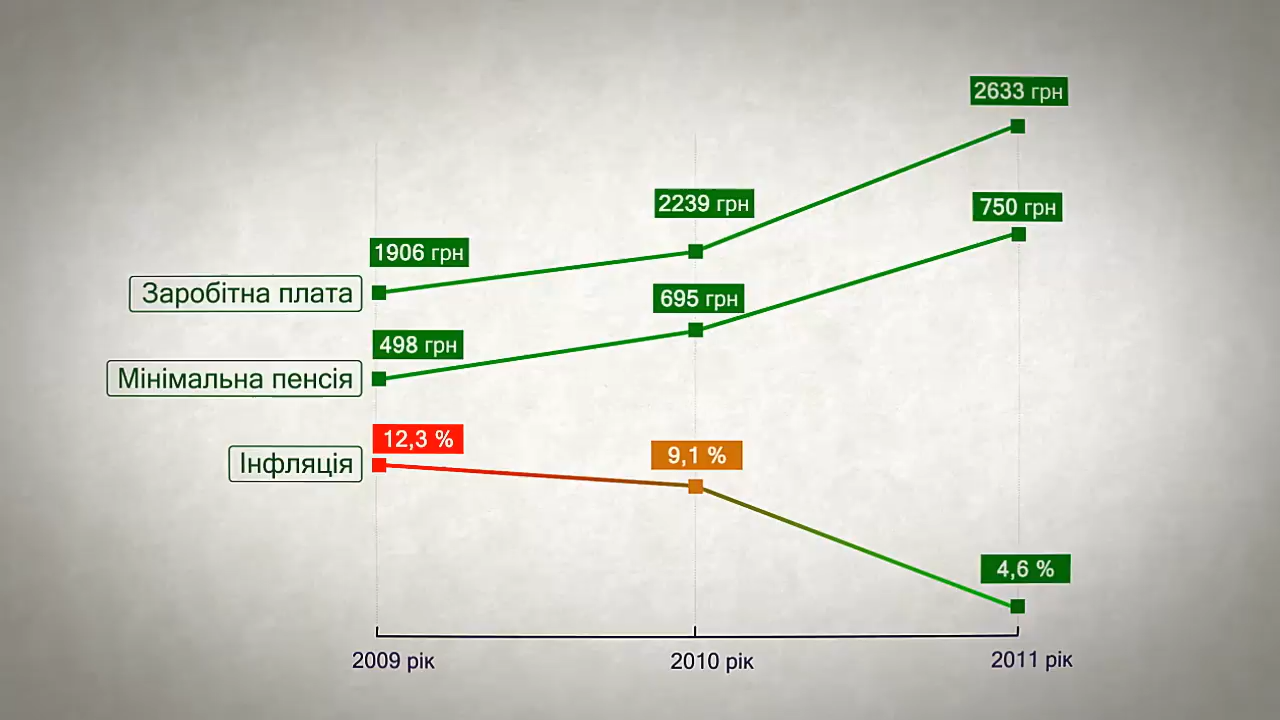 2633 грн
2239 грн
750 грн
1906 грн
Заробітна плата
695 грн
498 грн
Мінімальна пенсія
12,3 %
9,1 %
Інфляція
4,6 %
2009 рік
2010 рік
2011 рік